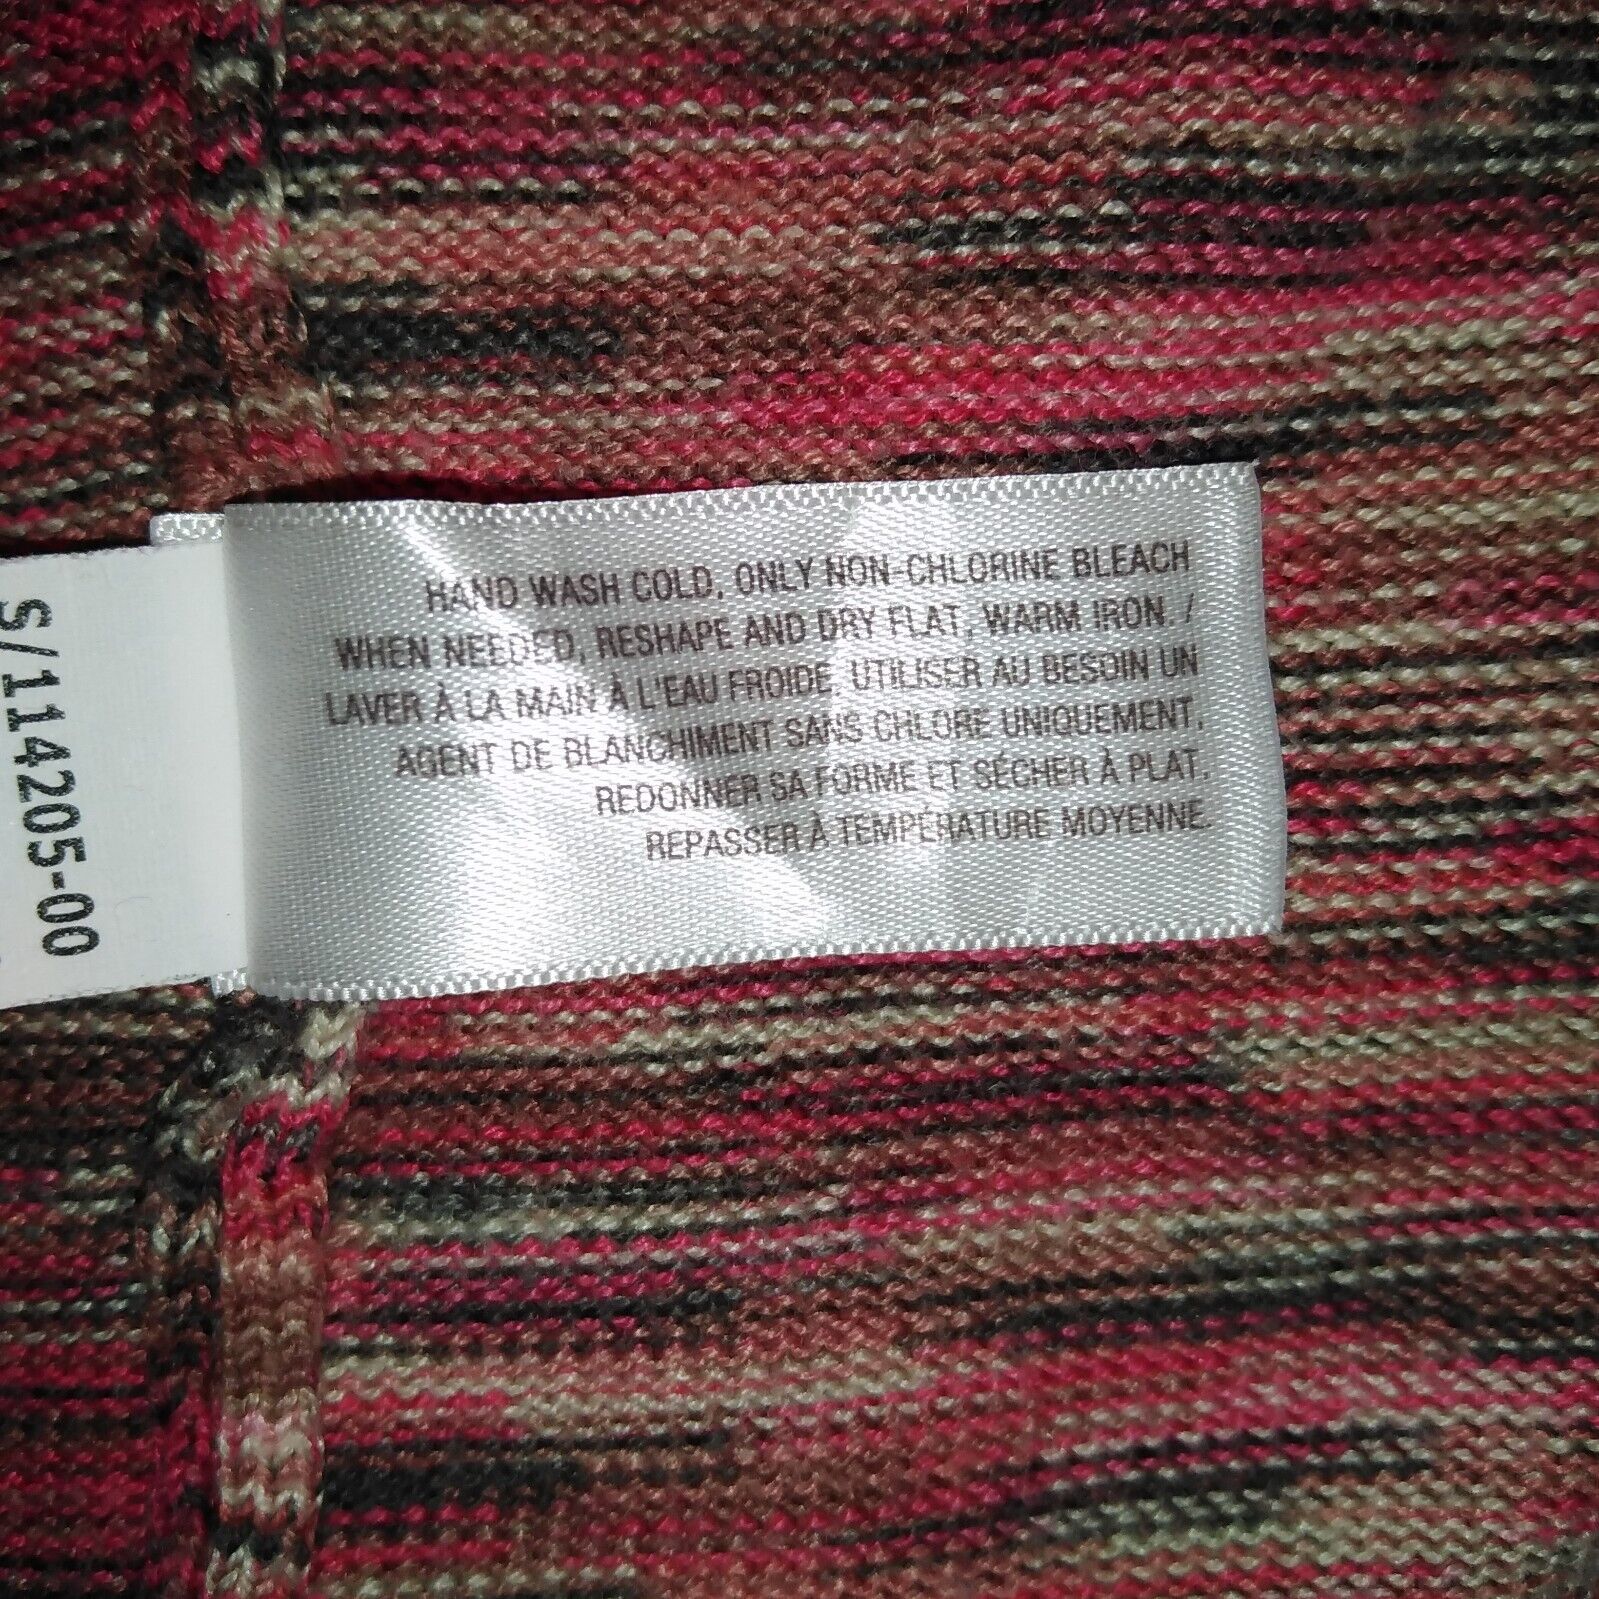 HAND WASH COLD, ONLY NON-CHLORINE BLEACH
WHEN NEEDED, RESHAPE AND DRY FLAT, WARM IRON. /
LAVER À LA MAIN À L'EAU FROIDE. UTILISER AU BESOIN UN
AGENT DE BLANCHIMENT SANS CHLORE UNIQUEMENT.
REDONNER SA FORME ET SÉCHER À PLAT.
REPASSER À TEMPÉRATURE MOYENNE.
S/114205-00